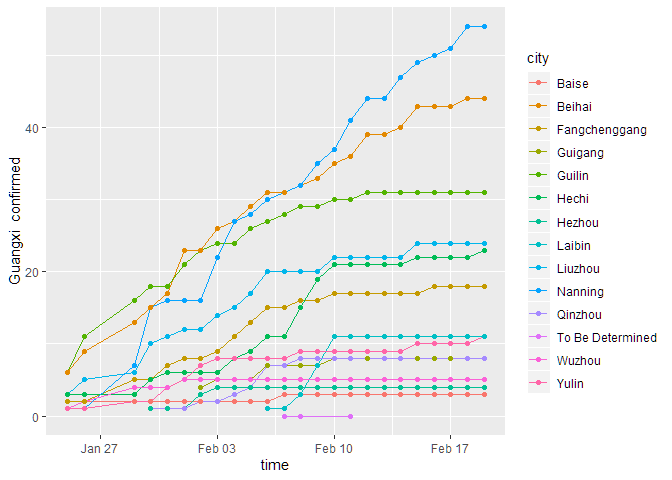 Guangxi confirmed
40
20
0
Jan 27
Feb 03
Feb 10
Feb 17
time
city
Baise
Beihai
Fangchenggang
Guigang
Guilin
Hechi
Hezhou
Laibin
Liuzhou
Nanning
Qinzhou
To Be Determined
Wuzhou
Yulin